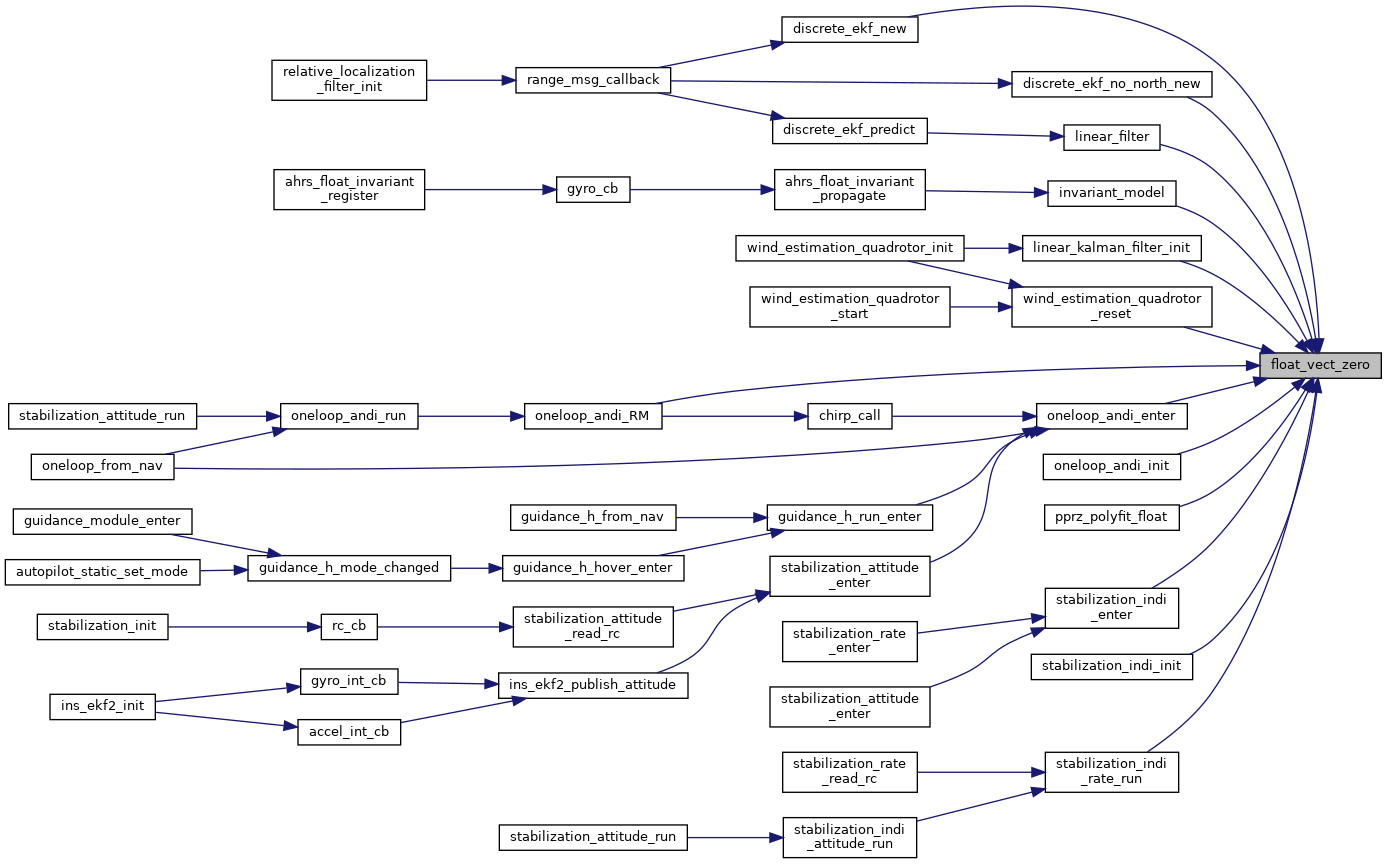 discrete_ekf_new
relative_localization
_filter_init
range_msg_callback
discrete_ekf_no_north_new
discrete_ekf_predict
linear_filter
ahrs_float_invariant
_register
gyro_cb
ahrs_float_invariant
_propagate
invariant_model
wind_estimation_quadrotor_init
linear_kalman_filter_init
wind_estimation_quadrotor
_start
wind_estimation_quadrotor
_reset
float_vect_zero
stabilization_attitude_run
oneloop_andi_run
oneloop_andi_RM
chirp_call
oneloop_andi_enter
oneloop_from_nav
oneloop_andi_init
guidance_module_enter
guidance_h_from_nav
guidance_h_run_enter
pprz_polyfit_float
autopilot_static_set_mode
guidance_h_mode_changed
guidance_h_hover_enter
stabilization_attitude
_enter
stabilization_indi
_enter
stabilization_init
rc_cb
stabilization_attitude
_read_rc
stabilization_rate
_enter
stabilization_indi_init
ins_ekf2_init
gyro_int_cb
ins_ekf2_publish_attitude
accel_int_cb
stabilization_attitude
_enter
stabilization_rate
_read_rc
stabilization_indi
_rate_run
stabilization_attitude_run
stabilization_indi
_attitude_run